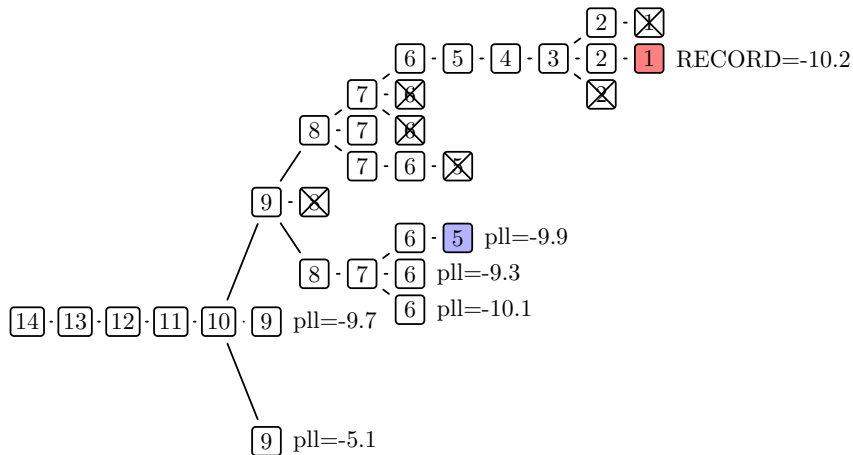 2 1
6 5 4 3 2 1 RECORD=-10.2
7 6 2
8 7 6
7 6 5
9 8
6 5 pll=-9.9
8 7 6 pll=-9.3
6 pll=-10.1
14 13 12 11 10 9 pll=-9.7
9 pll=-5.1